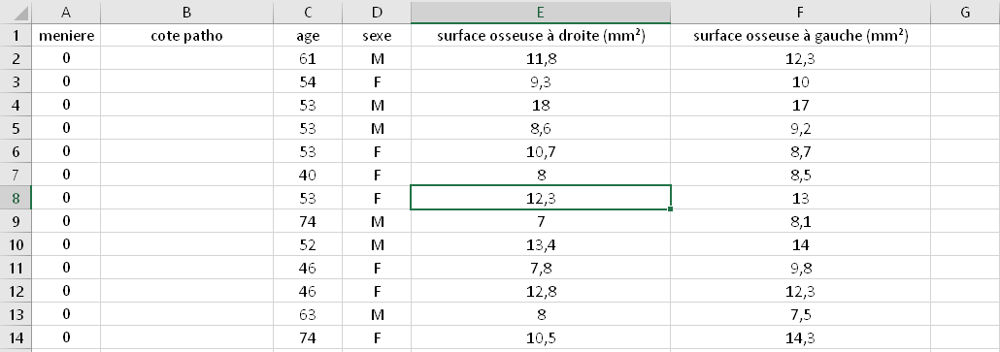 A B C D E F G
1 meniere cote patho age sexe surface osseuse à droite (mm²) surface osseuse à gauche (mm²)
2 0 61 M 11,8 12,3
3 0 54 F 9,3 10
4 0 53 M 18 17
5 0 53 M 8,6 9,2
6 0 53 F 10,7 8,7
7 0 40 F 8 8,5
8 0 53 F 12,3 13
9 0 74 M 7 8,1
10 0 52 M 13,4 14
11 0 46 F 7,8 9,8
12 0 46 F 12,8 12,3
13 0 63 M 8 7,5
14 0 74 F 10,5 14,3